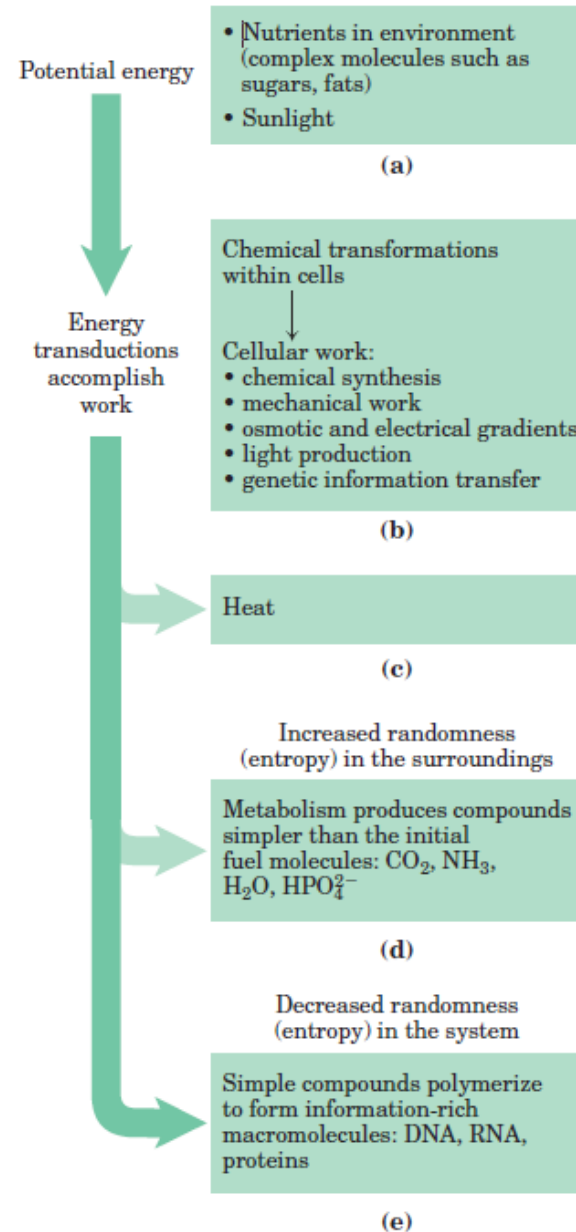 Potential energy
• Nutrients in environment
(complex molecules such as
sugars, fats)
• Sunlight
(a)
Energy
transductions
accomplish
work
Chemical transformations
within cells
Cellular work:
• chemical synthesis
• mechanical work
• osmotic and electrical gradients
• light production
• genetic information transfer
(b)
Heat
(c)
Increased randomness
(entropy) in the surroundings
Metabolism produces compounds
simpler than the initial
fuel molecules: CO₂, NH₃,
H₂O, HPO₄²⁻
(d)
Decreased randomness
(entropy) in the system
Simple compounds polymerize
to form information-rich
macromolecules: DNA, RNA,
proteins
(e)